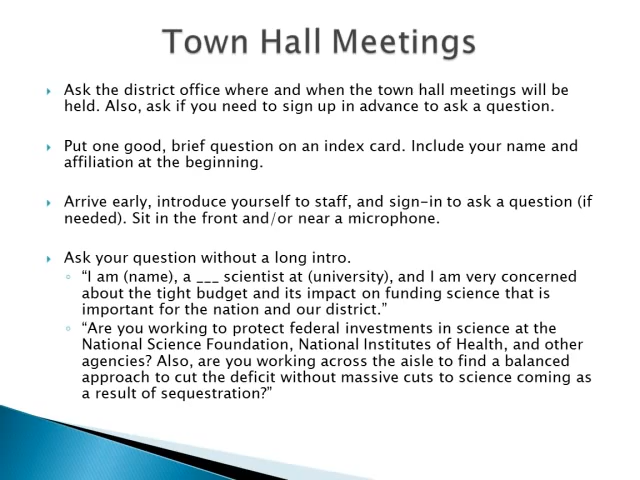 Town Hall Meetings
Ask the district office where and when the town hall meetings will be
held. Also, ask if you need to sign up in advance to ask a question.
Put one good, brief question on an index card. Include your name and
affiliation at the beginning.
Arrive early, introduce yourself to staff, and sign-in to ask a question (if
needed). Sit in the front and/or near a microphone.
Ask your question without a long intro.
“I am (name), a ___ scientist at (university), and I am very concerned
about the tight budget and its impact on funding science that is
important for the nation and our district.”
“Are you working to protect federal investments in science at the
National Science Foundation, National Institutes of Health, and other
agencies? Also, are you working across the aisle to find a balanced
approach to cut the deficit without massive cuts to science coming as
a result of sequestration?”